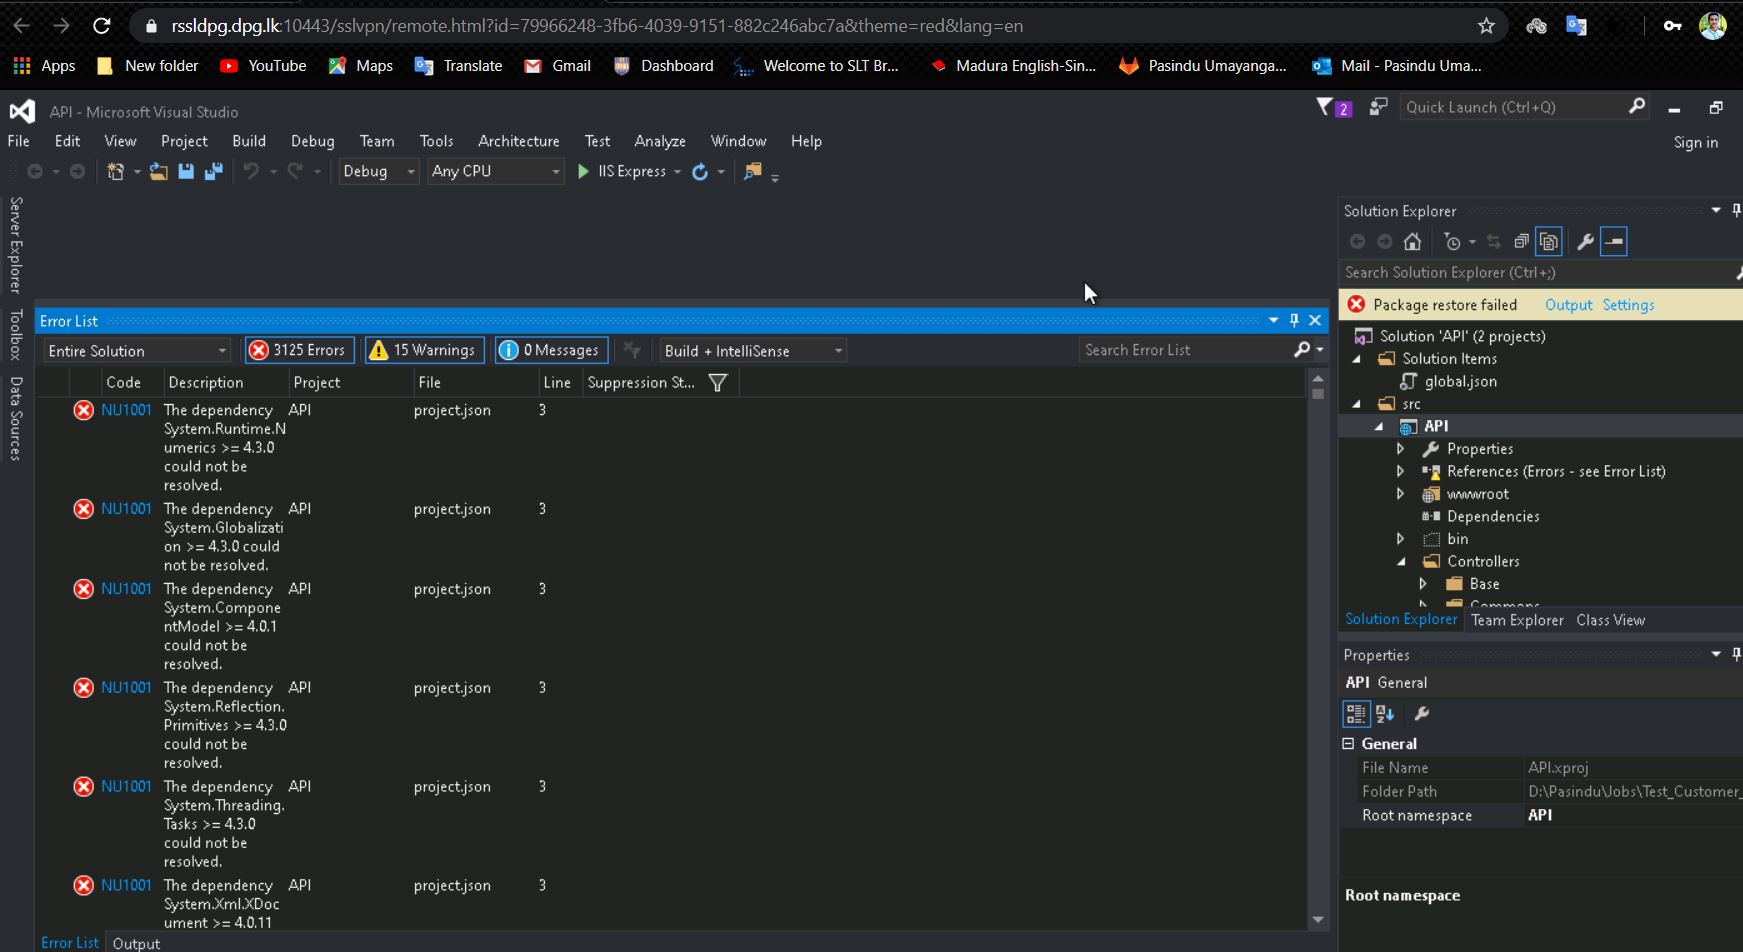 rssldpg.dpg.lk:10443/sslvpn/remote.html?id=79966248-3fb6-4039-9151-882c246abc7a&theme=red&lang=en
Apps New folder YouTube Maps Translate Gmail Dashboard Welcome to SLT Br... Madura English-Sin... Pasindu Umayanga... Mail - Pasindu Uma...
API - Microsoft Visual Studio 2 Quick Launch (Ctrl+Q)
File Edit View Project Build Debug Team Tools Architecture Test Analyze Window Help Sign in
Debug Any CPU IIS Express
Server Explorer
Toolbox
Data Sources
Error List
Entire Solution 3125 Errors 15 Warnings 0 Messages Build + IntelliSense Search Error List
Code Description Project File Line Suppression St...
NU1001 The dependency API project.json 3
System.Runtime.N
umerics >= 4.3.0
could not be
resolved.
NU1001 The dependency API project.json 3
System.Globalizati
on >= 4.3.0 could
not be resolved.
NU1001 The dependency API project.json 3
System.Compone
ntModel >= 4.0.1
could not be
resolved.
NU1001 The dependency API project.json 3
System.Reflection.
Primitives >= 4.3.0
could not be
resolved.
NU1001 The dependency API project.json 3
System.Threading.
Tasks >= 4.3.0
could not be
resolved.
NU1001 The dependency API project.json 3
System.Xml.XDoc
ument >= 4.0.11
Error List Output
Solution Explorer
Search Solution Explorer (Ctrl+;)
Package restore failed Output Settings
Solution 'API' (2 projects)
Solution Items
global.json
src
API
Properties
References (Errors - see Error List)
wwwroot
Dependencies
bin
Controllers
Base
Commons
Solution Explorer Team Explorer Class View
Properties
API General
General
File Name API.xproj
Folder Path D:\Pasindu\Jobs\Test_Customer_
Root namespace API
Root namespace